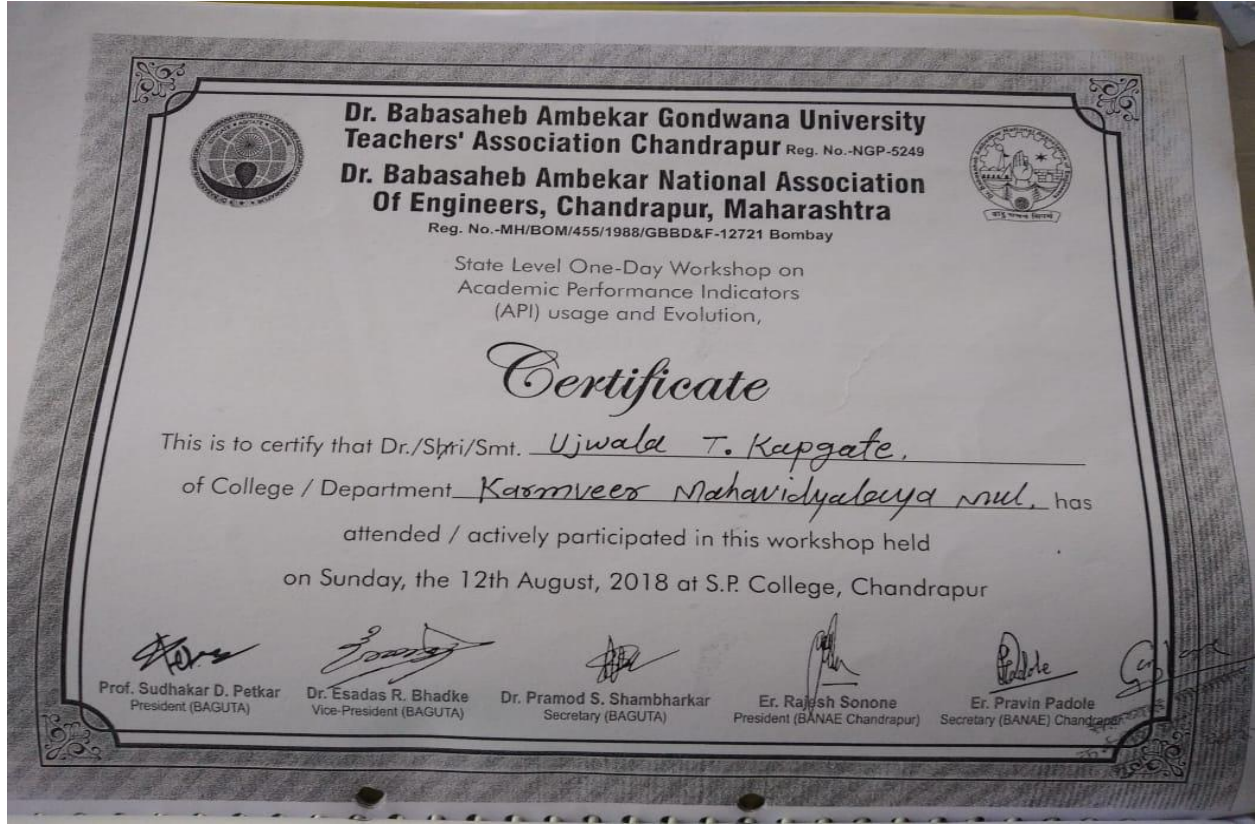 Dr. Babasaheb Ambekar Gondwana University
Teachers' Association Chandrapur Reg. No.-NGP-5249
Dr. Babasaheb Ambekar National Association
Of Engineers, Chandrapur, Maharashtra
Reg. No.-MH/BOM/455/1988/GBBD&F-12721 Bombay
State Level One-Day Workshop on
Academic Performance Indicators
(API) usage and Evolution,
Certificate
This is to certify that Dr./Shri/Smt. Ujwala T. Kapgate.
of College / Department Karmveer Mahavidyalaya Mul. has
attended / actively participated in this workshop held
on Sunday, the 12th August, 2018 at S.P. College, Chandrapur
Padole
Prof. Sudhakar D. Petkar
President (BAGUTA)
Dr. Esadas R. Bhadke
Vice-President (BAGUTA)
Dr. Pramod S. Shambharkar
Secretary (BAGUTA)
Er. Rajesh Sonone
President (BANAE Chandrapur)
Er. Pravin Padole
Secretary (BANAE) Chandrapur